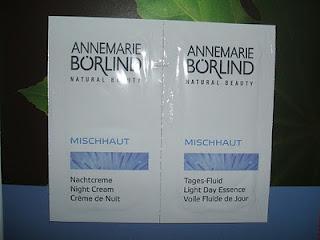 ANNEMARIE
BÖRLIND
NATURAL BEAUTY
MISCHHAUT
Nachtcreme
Night Cream
Crème de Nuit
ANNEMARIE
BÖRLIND
NATURAL BEAUTY
MISCHHAUT
Tages-Fluid
Light Day Essence
Voile Fluide de Jour